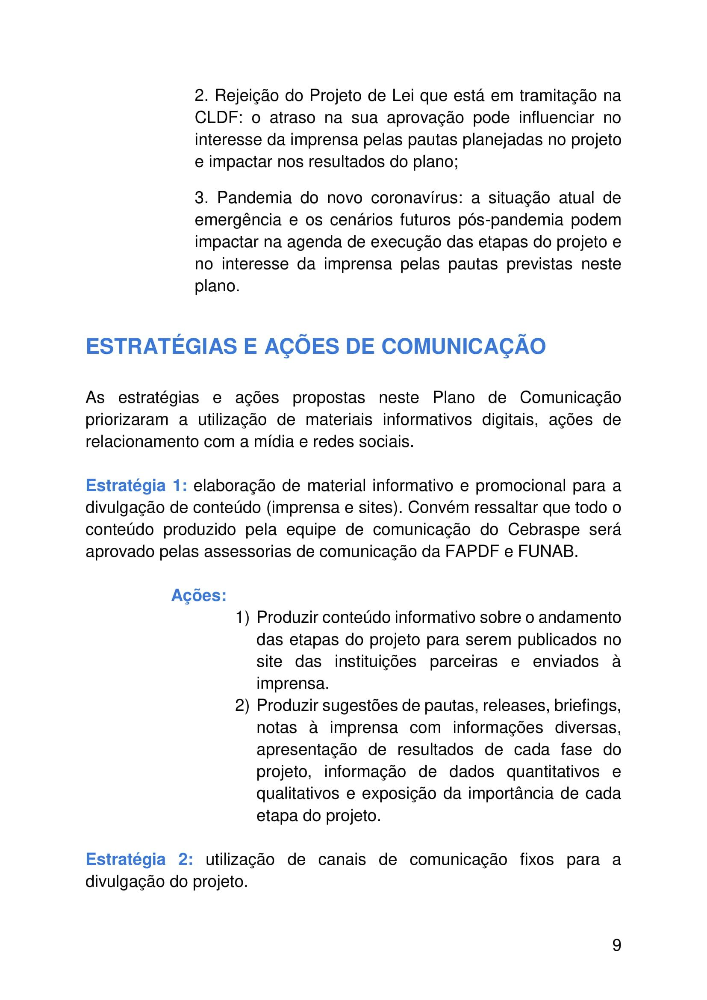 2. Rejeição do Projeto de Lei que está em tramitação na
CLDF: o atraso na sua aprovação pode influenciar no
interesse da imprensa pelas pautas planejadas no projeto
e impactar nos resultados do plano;
3. Pandemia do novo coronavírus: a situação atual de
emergência e os cenários futuros pós-pandemia podem
impactar na agenda de execução das etapas do projeto e
no interesse da imprensa pelas pautas previstas neste
plano.
ESTRATÉGIAS E AÇÕES DE COMUNICAÇÃO
As estratégias e ações propostas neste Plano de Comunicação
priorizaram a utilização de materiais informativos digitais, ações de
relacionamento com a mídia e redes sociais.
Estratégia 1: elaboração de material informativo e promocional para a
divulgação de conteúdo (imprensa e sites). Convém ressaltar que todo o
conteúdo produzido pela equipe de comunicação do Cebraspe será
aprovado pelas assessorias de comunicação da FAPDF e FUNAB.
Ações:
1) Produzir conteúdo informativo sobre o andamento
das etapas do projeto para serem publicados no
site das instituições parceiras e enviados à
imprensa.
2) Produzir sugestões de pautas, releases, briefings,
notas à imprensa com informações diversas,
apresentação de resultados de cada fase do
projeto, informação de dados quantitativos e
qualitativos e exposição da importância de cada
etapa do projeto.
Estratégia 2: utilização de canais de comunicação fixos para a
divulgação do projeto.
9